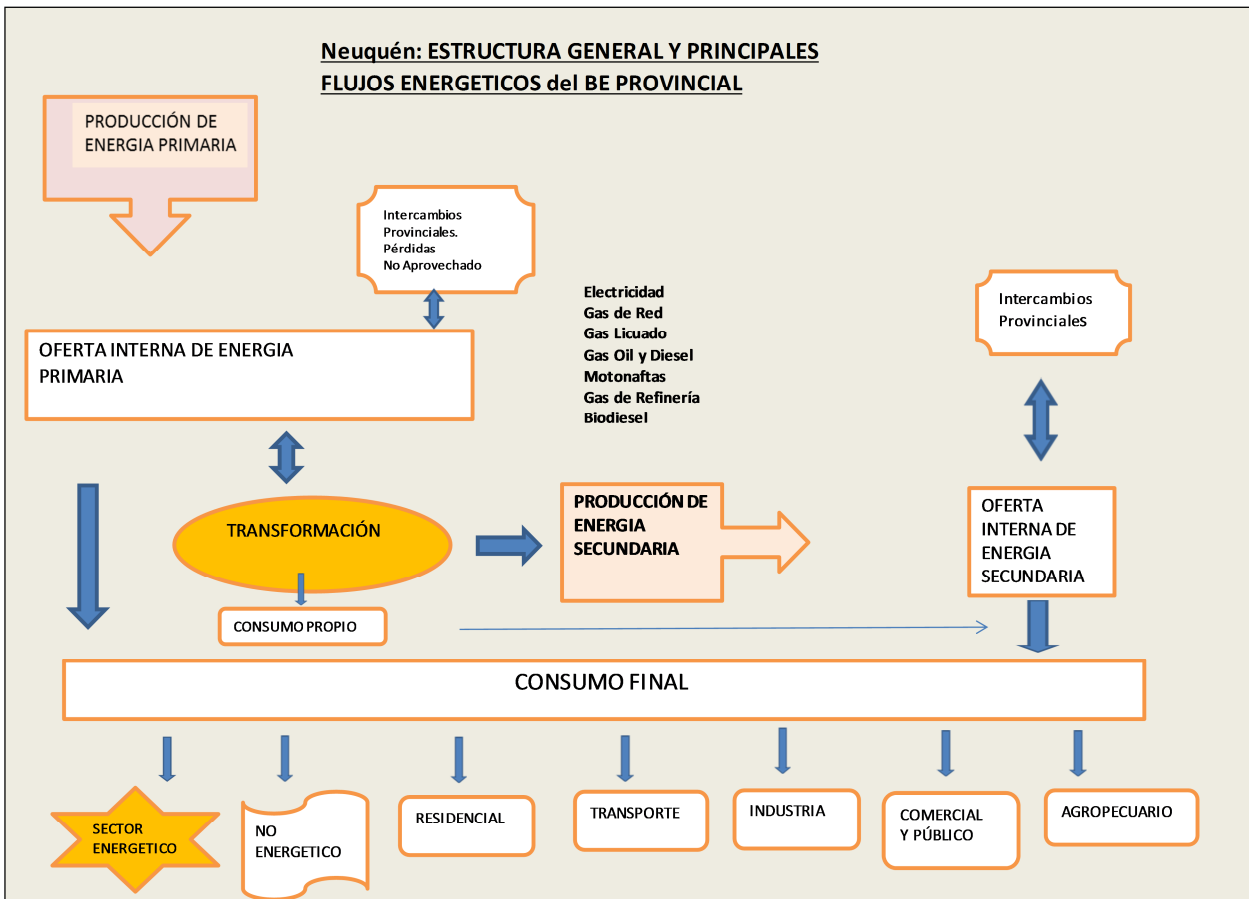 Neuquén: ESTRUCTURA GENERAL Y PRINCIPALES
FLUJOS ENERGETICOS del BE PROVINCIAL
PRODUCCIÓN DE
ENERGIA PRIMARIA
Intercambios
Provinciales.
Pérdidas
No Aprovechado
Electricidad
Gas de Red
Gas Licuado
Gas Oil y Diesel
Motonaftas
Gas de Refinería
Biodiesel
Intercambios
Provinciales
OFERTA INTERNA DE ENERGIA
PRIMARIA
TRANSFORMACIÓN
PRODUCCIÓN DE
ENERGIA
SECUNDARIA
OFERTA
INTERNA DE
ENERGIA
SECUNDARIA
CONSUMO PROPIO
CONSUMO FINAL
SECTOR
ENERGETICO
NO
ENERGETICO
RESIDENCIAL
TRANSPORTE
INDUSTRIA
COMERCIAL
Y PÚBLICO
AGROPECUARIO